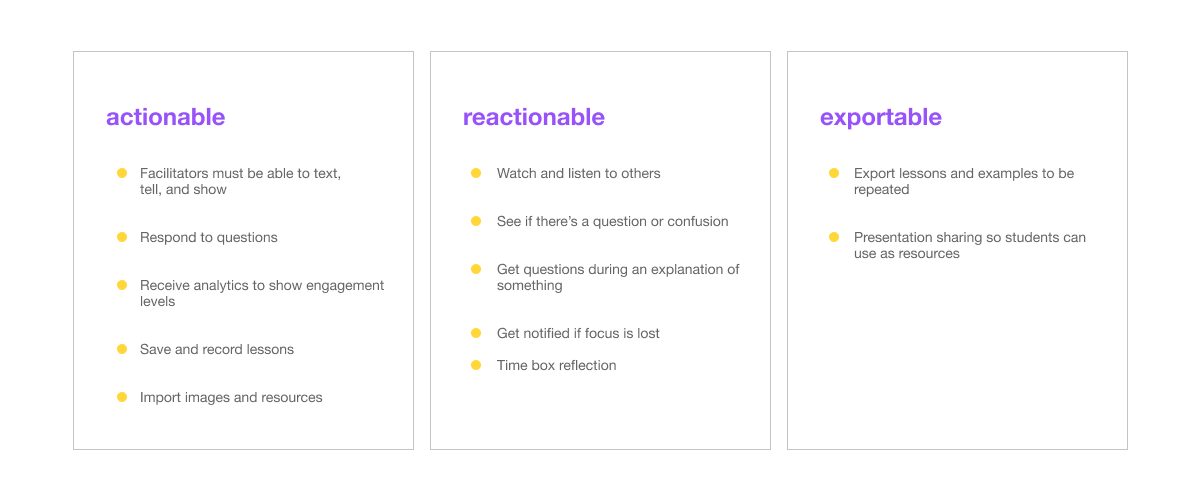 actionable
Facilitators must be able to text,
tell, and show
Respond to questions
Receive analytics to show engagement
levels
Save and record lessons
Import images and resources
reactionable
Watch and listen to others
See if there’s a question or confusion
Get questions during an explanation of
something
Get notified if focus is lost
Time box reflection
exportable
Export lessons and examples to be
repeated
Presentation sharing so students can
use as resources